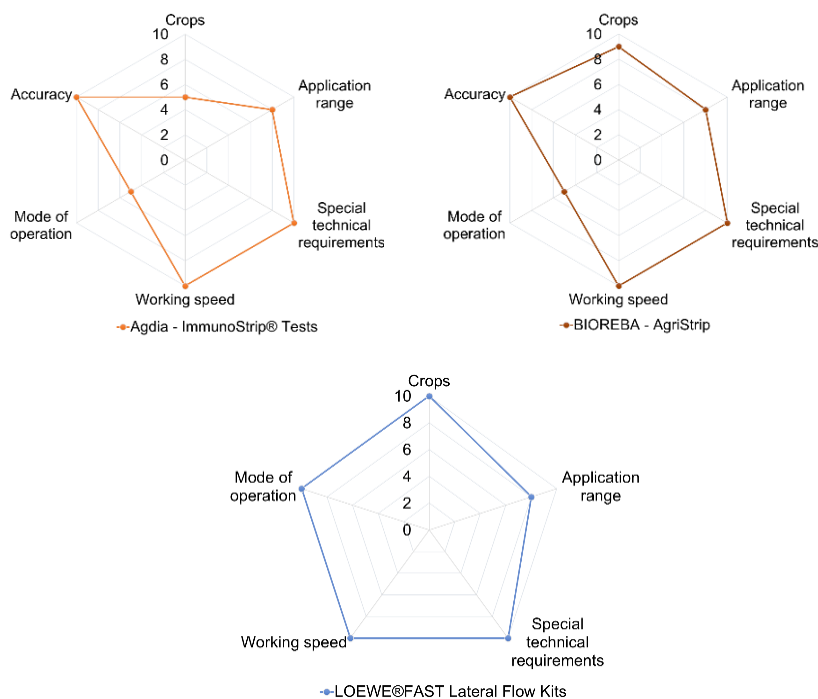 Crops
10
8
6
4
2
0
Application
range
Special
technical
requirements
Working speed
Mode of
operation
Accuracy
Agdia - ImmunoStrip® Tests
Crops
10
8
6
4
2
0
Application
range
Special
technical
requirements
Working speed
Mode of
operation
Accuracy
BIOREBA - AgriStrip
Crops
10
8
6
4
2
0
Application
range
Special
technical
requirements
Working speed
Mode of
operation
LOEWE®FAST Lateral Flow Kits